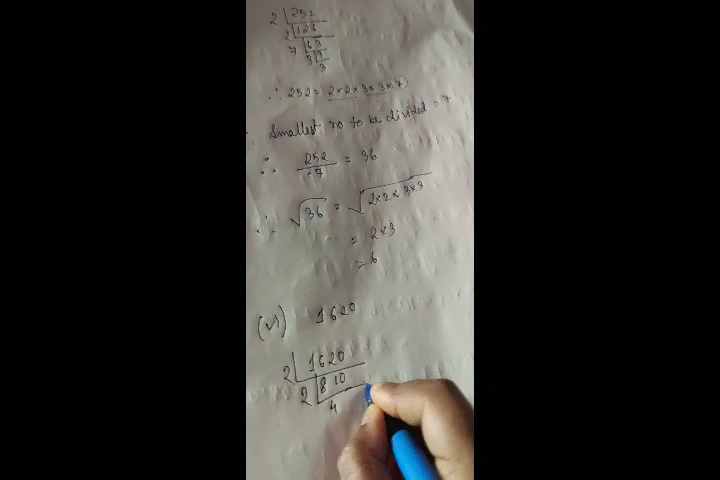 2 252
2 126
7 63
3 9
3
∴ 252 = 2×2×3×3×7
Smallest no to be divided = 7
∴ 252/7 = 36
∴ √36 = √2×2×3×3
= 2×3
= 6
(vi) 1620
2 1620
2 810
4